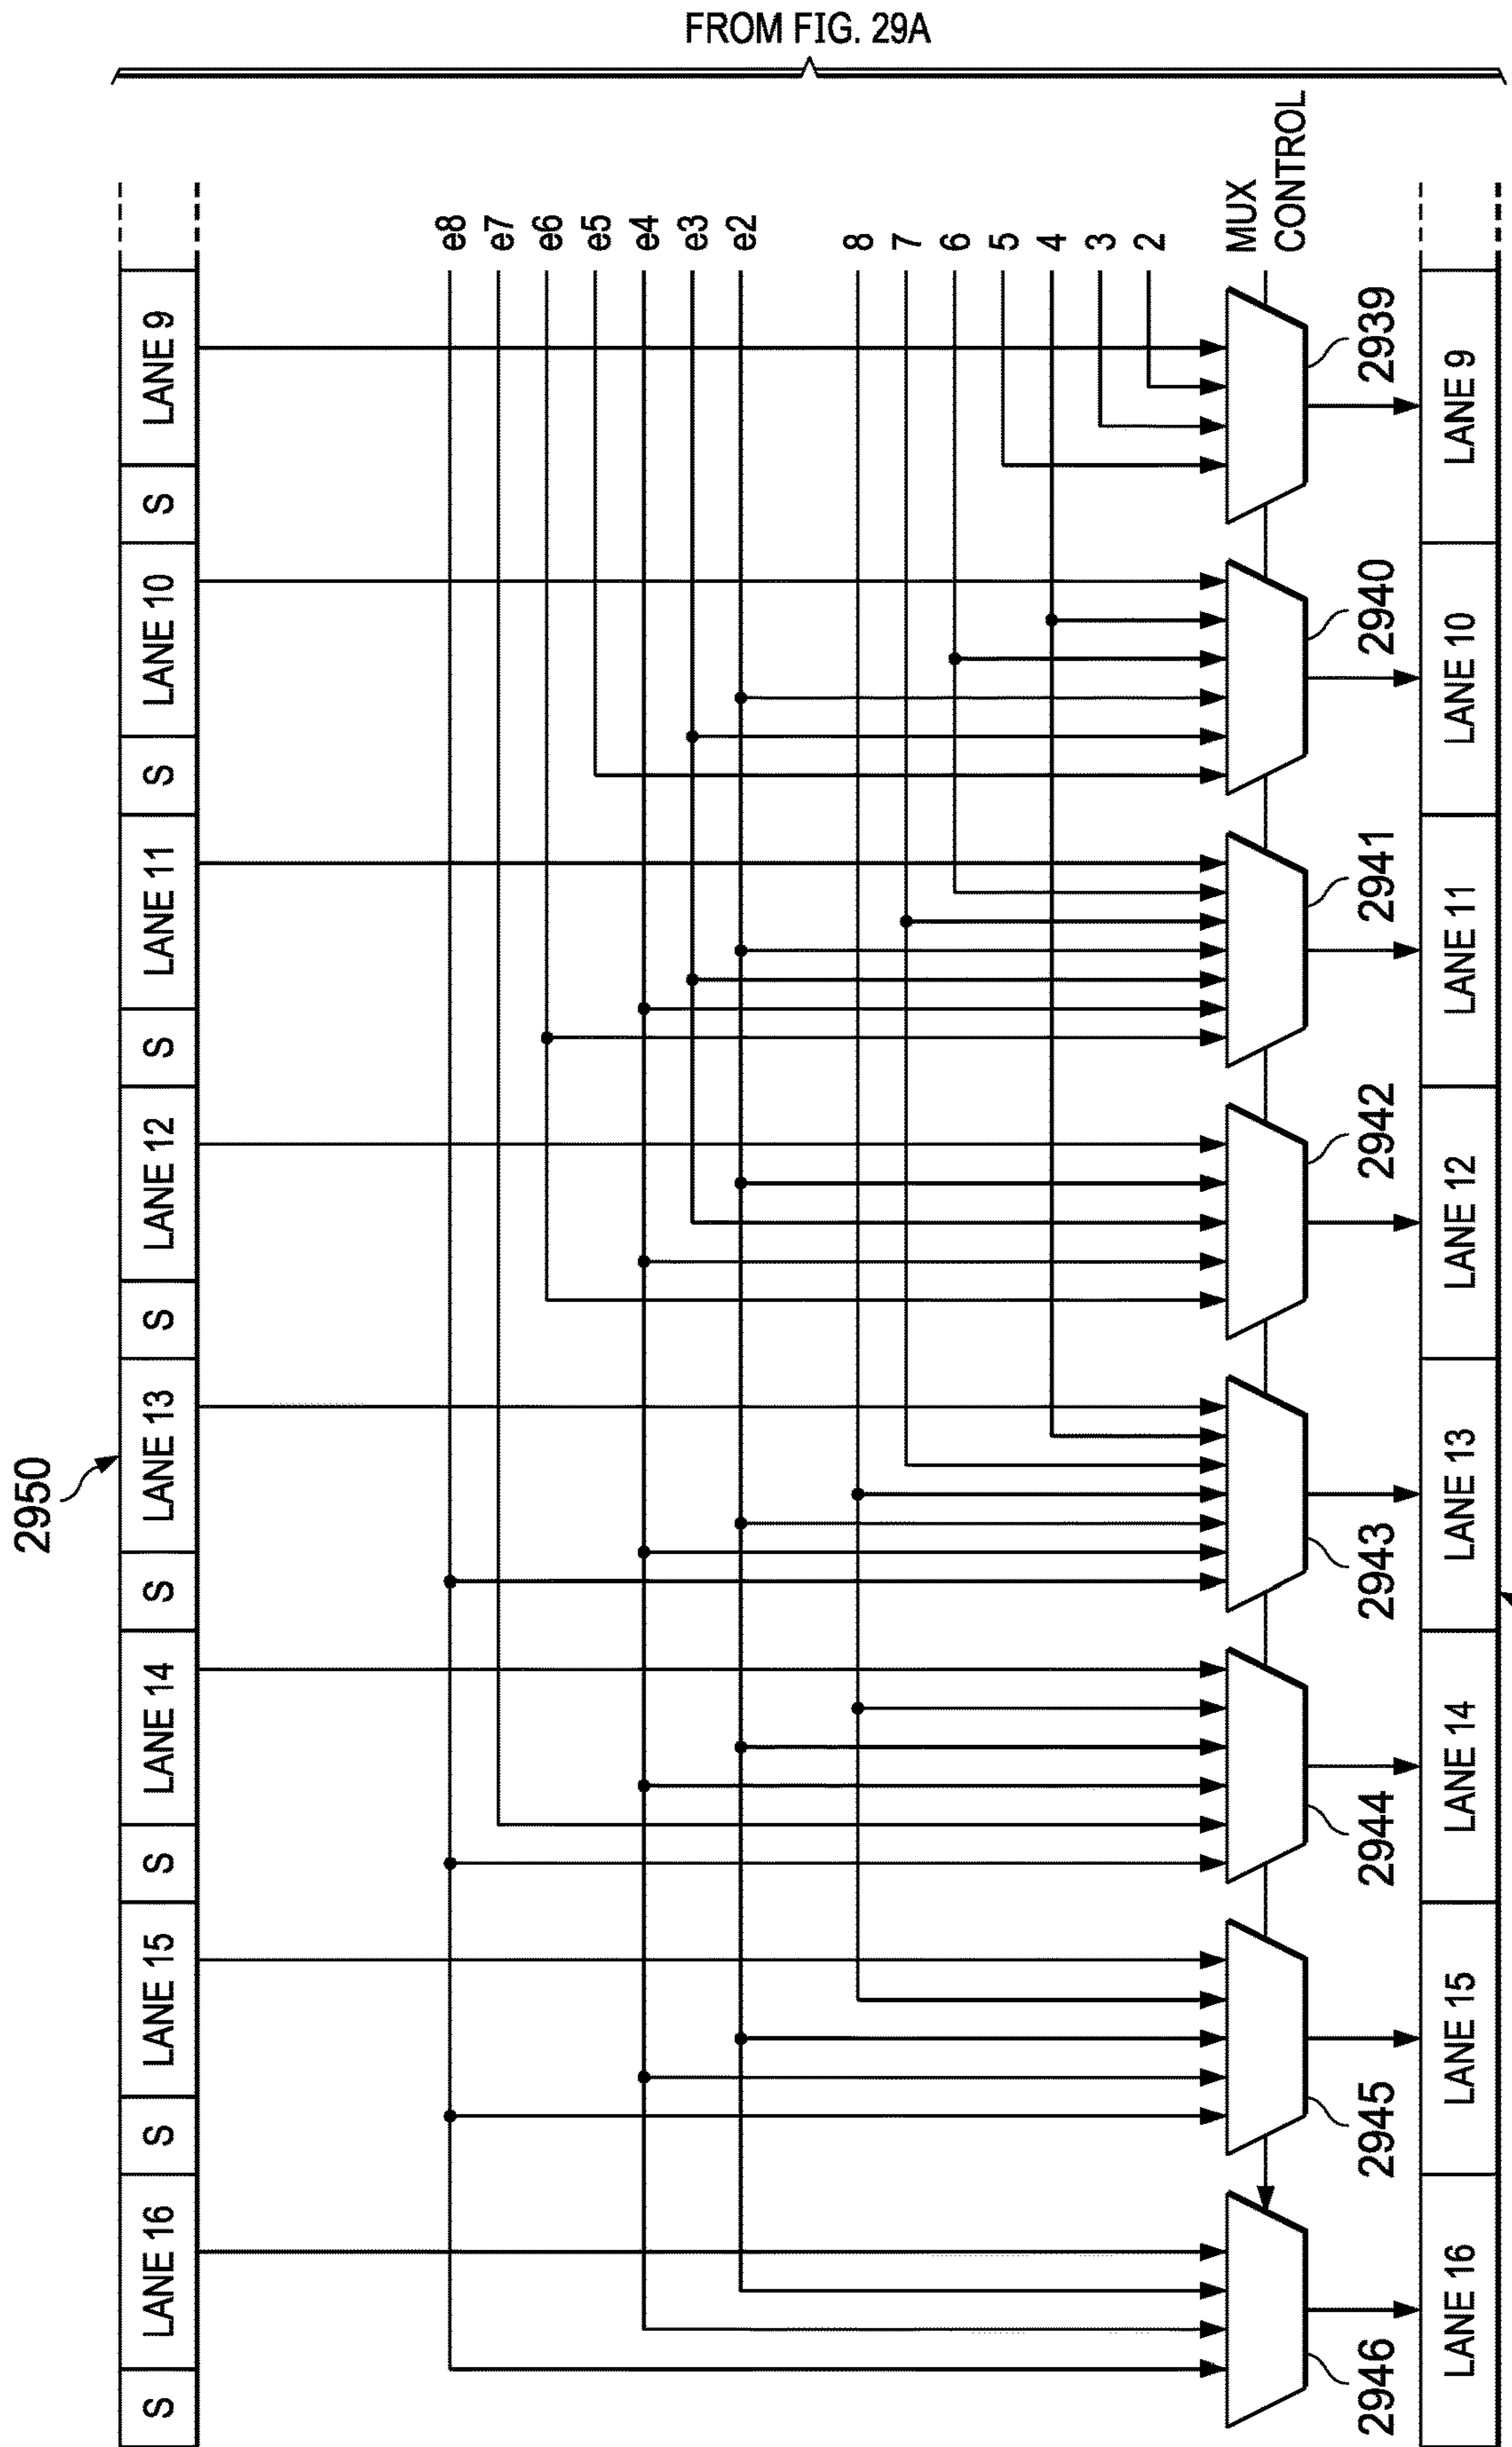 FROM FIG. 29A
2950
S
LANE 16
S
LANE 15
S
LANE 14
S
LANE 13
S
LANE 12
S
LANE 11
S
LANE 10
S
LANE 9
e8
e7
e6
e5
e4
e3
e2
8
7
6
5
4
3
2
MUX
CONTROL
2946
2945
2944
2943
2942
2941
2940
2939
LANE 16
LANE 15
LANE 14
LANE 13
LANE 12
LANE 11
LANE 10
LANE 9